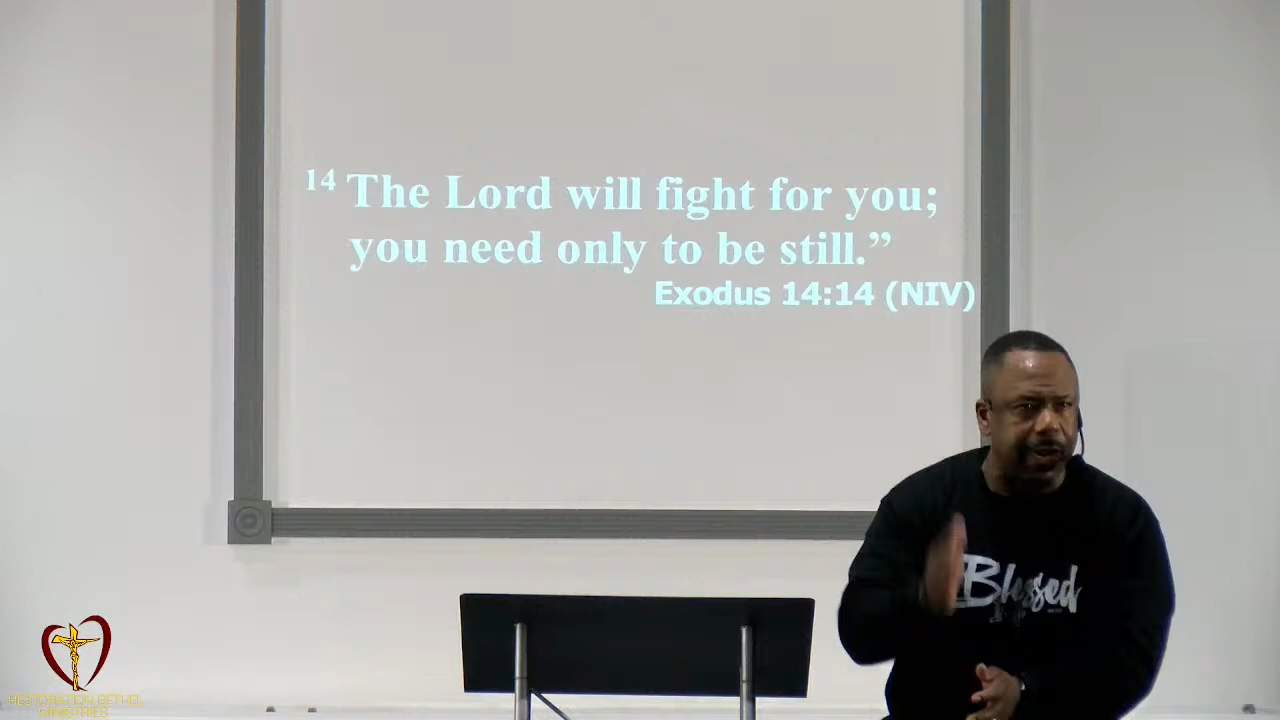 14 The Lord will fight for you;
you need only to be still.”
Exodus 14:14 (NIV)
Blessed
RESTORATION BETHEL
MINISTRIES